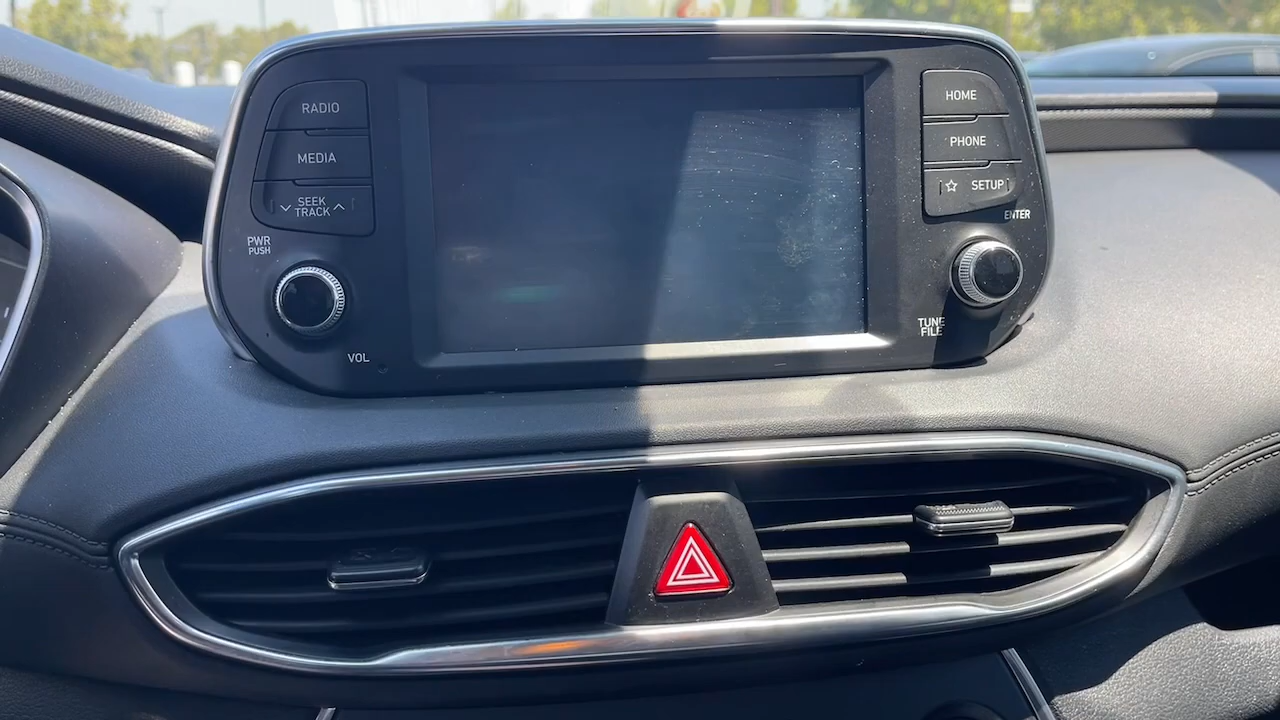 RADIO
MEDIA
SEEK
TRACK
PWR
PUSH
VOL
HOME
PHONE
SETUP
ENTER
TUNE
FILE